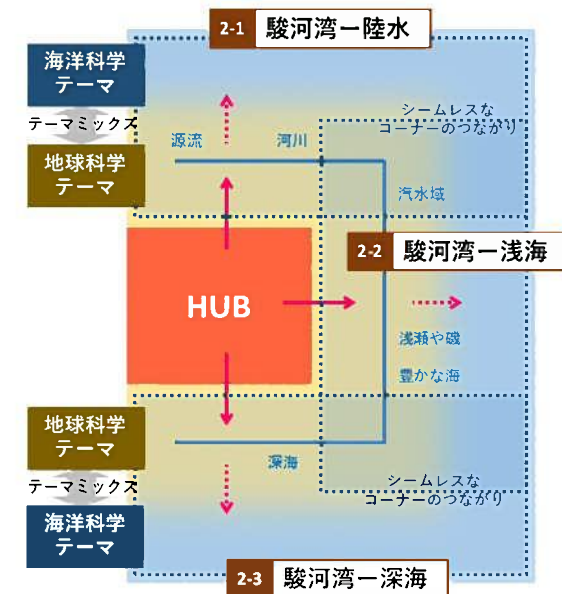 2-1 駿河湾ー陸水
海洋科学
テーマ
テーマミックス
地球科学
テーマ
源流
河川
シームレスな
コーナーのつながり
汽水域
2-2 駿河湾ー浅海
HUB
浅瀬や磯
豊かな海
地球科学
テーマ
テーマミックス
海洋科学
テーマ
深海
シームレスな
コーナーのつながり
2-3 駿河湾ー深海